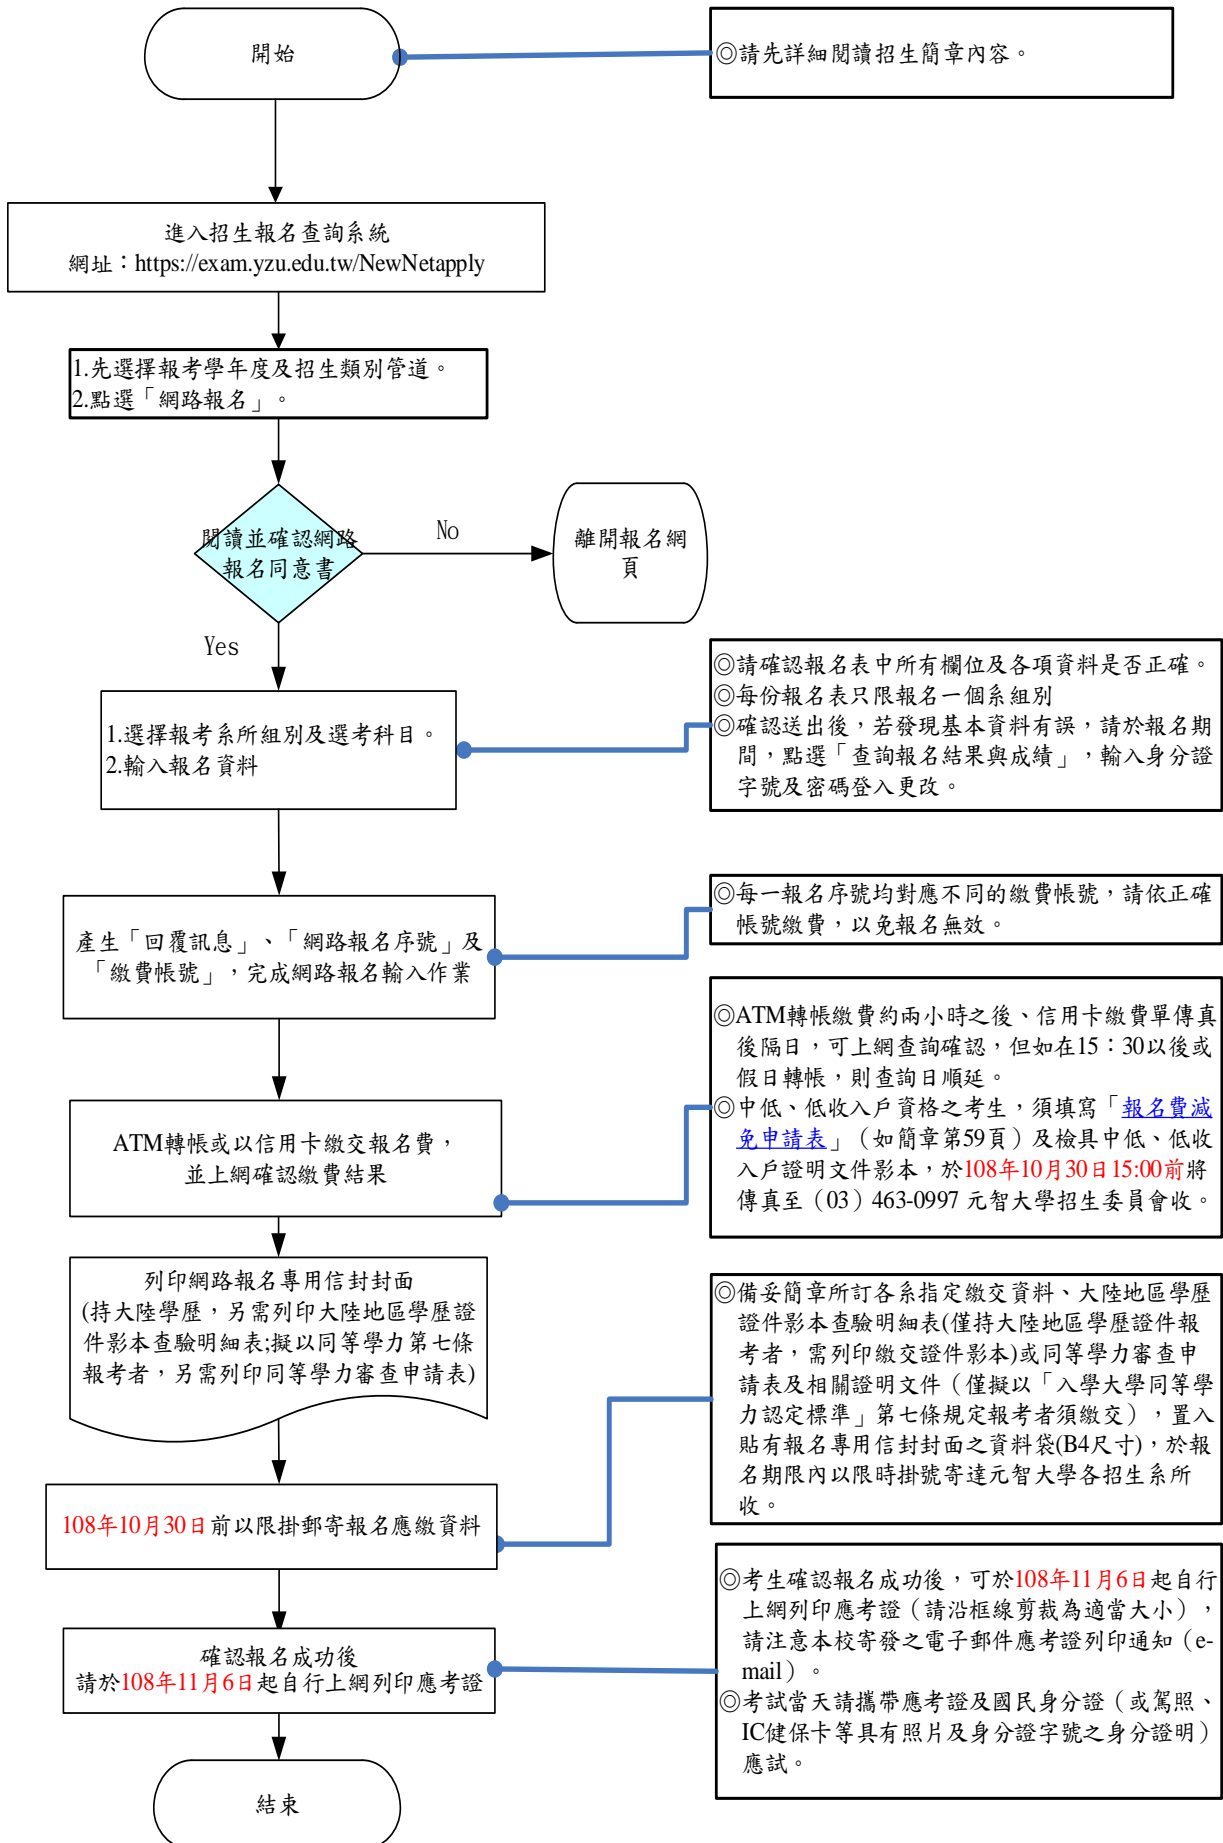 開始
◎請先詳細閱讀招生簡章內容。
進入招生報名查詢系統
網址：https://exam.yzu.edu.tw/NewNetapply
1.先選擇報考學年度及招生類別管道。
2.點選「網路報名」。
閱讀並確認網路
報名同意書
No
離開報名網
頁
Yes
1.選擇報考系所組別及選考科目。
2.輸入報名資料
◎請確認報名表中所有欄位及各項資料是否正確。
◎每份報名表只限報名一個系組別
◎確認送出後，若發現基本資料有誤，請於報名期
間，點選「查詢報名結果與成績」，輸入身分證
字號及密碼登入更改。
產生「回覆訊息」、「網路報名序號」及
「繳費帳號」，完成網路報名輸入作業
◎每一報名序號均對應不同的繳費帳號，請依正確
帳號繳費，以免報名無效。
ATM轉帳或以信用卡繳交報名費，
並上網確認繳費結果
◎ATM轉帳繳費約兩小時之後、信用卡繳費單傳真
後隔日，可上網查詢確認，但如在15：30以後或
假日轉帳，則查詢日順延。
◎中低、低收入戶資格之考生，須填寫「報名費減
免申請表」（如簡章第59頁）及檢具中低、低收
入戶證明文件影本，於108年10月30日15:00前將
傳真至（03）463-0997 元智大學招生委員會收。
列印網路報名專用信封封面
(持大陸學歷，另需列印大陸地區學歷證
件影本查驗明細表;擬以同等學力第七條
報考者，另需列印同等學力審查申請表)
◎備妥簡章所訂各系指定繳交資料、大陸地區學歷
證件影本查驗明細表(僅持大陸地區學歷證件報
考者，需列印繳交證件影本)或同等學力審查申
請表及相關證明文件（僅擬以「入學大學同等學
力認定標準」第七條規定報考者須繳交），置入
貼有報名專用信封封面之資料袋(B4尺寸)，於報
名期限內以限時掛號寄達元智大學各招生系所
收。
108年10月30日前以限掛郵寄報名應繳資料
確認報名成功後
請於108年11月6日起自行上網列印應考證
◎考生確認報名成功後，可於108年11月6日起自行
上網列印應考證（請沿框線剪裁為適當大小），
請注意本校寄發之電子郵件應考證列印通知（e-
mail）。
◎考試當天請攜帶應考證及國民身分證（或駕照、
IC健保卡等具有照片及身分證字號之身分證明）
應試。
結束